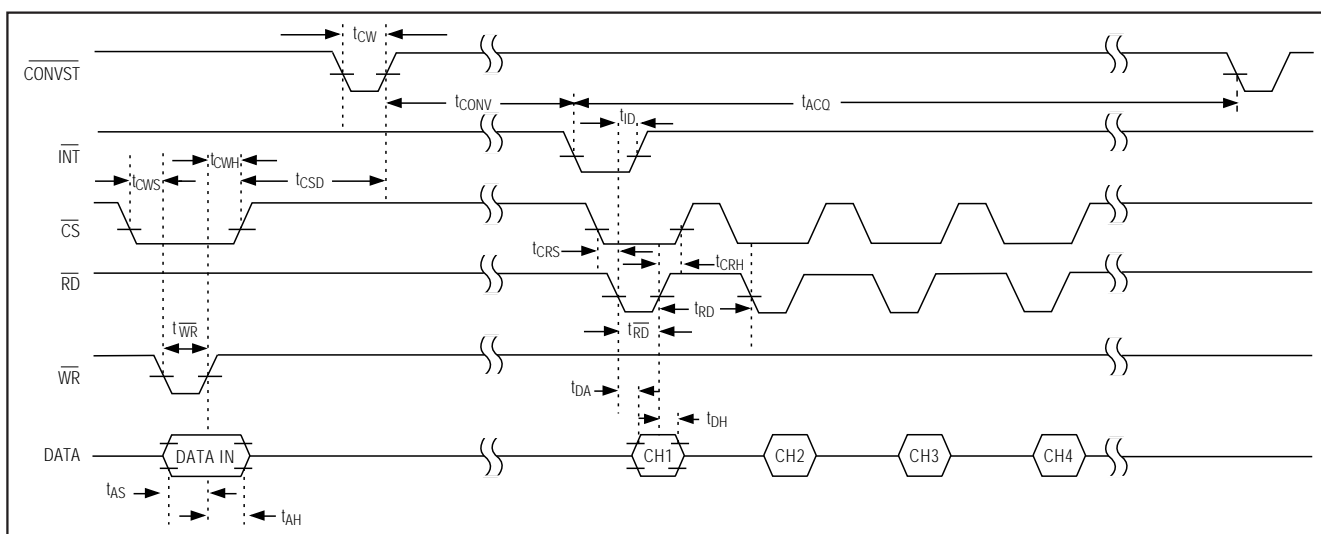 tCW
CONVST
tCONV
tACQ
tID
INT
tCWH
tCWS
tCSD
CS
tCRS
tCRH
RD
tRD
tWR
tRD
WR
tDA
tDH
DATA
DATA IN
CH1
CH2
CH3
CH4
tAS
tAH